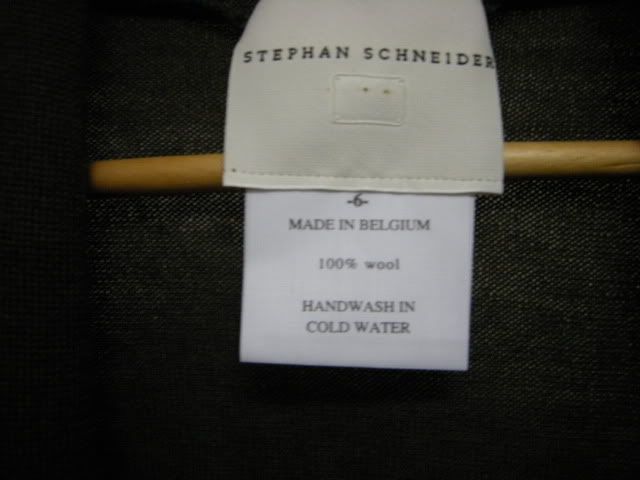 STEPHAN SCHNEIDER
-6-
MADE IN BELGIUM
100% wool
HANDWASH IN
COLD WATER